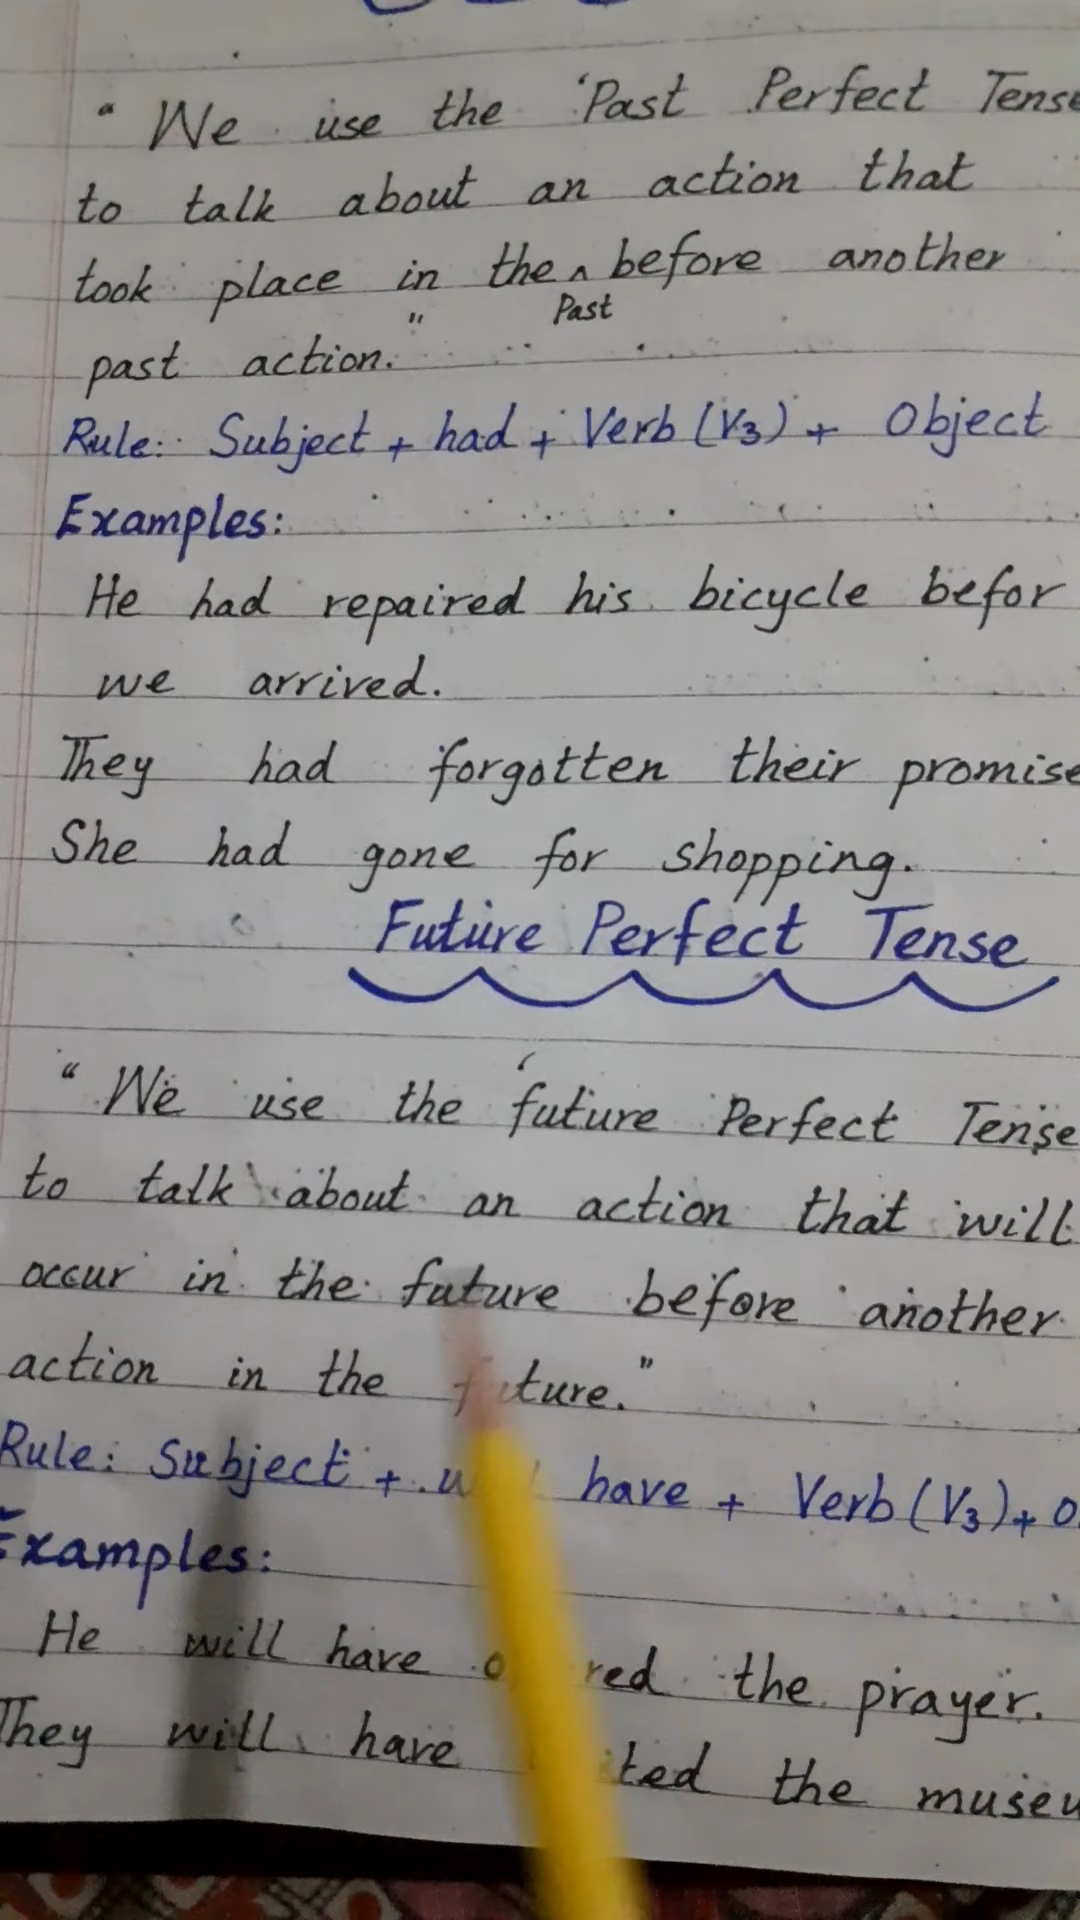 “ We use the ‘Past Perfect Tense
to talk about an action that
took place in the ^ before another
Past
past action.”
Rule: Subject + had + Verb (V3) + Object
Examples:
He had repaired his bicycle befor
we arrived.
They had forgotten their promise
She had gone for shopping.
Future Perfect Tense
“ We use the ‘future Perfect Tense
to talk about an action that will
occur in the future before another
action in the future.”
Rule: Subject + will have + Verb (V3) + O
Examples:
He will have the prayer.
They will have the museu